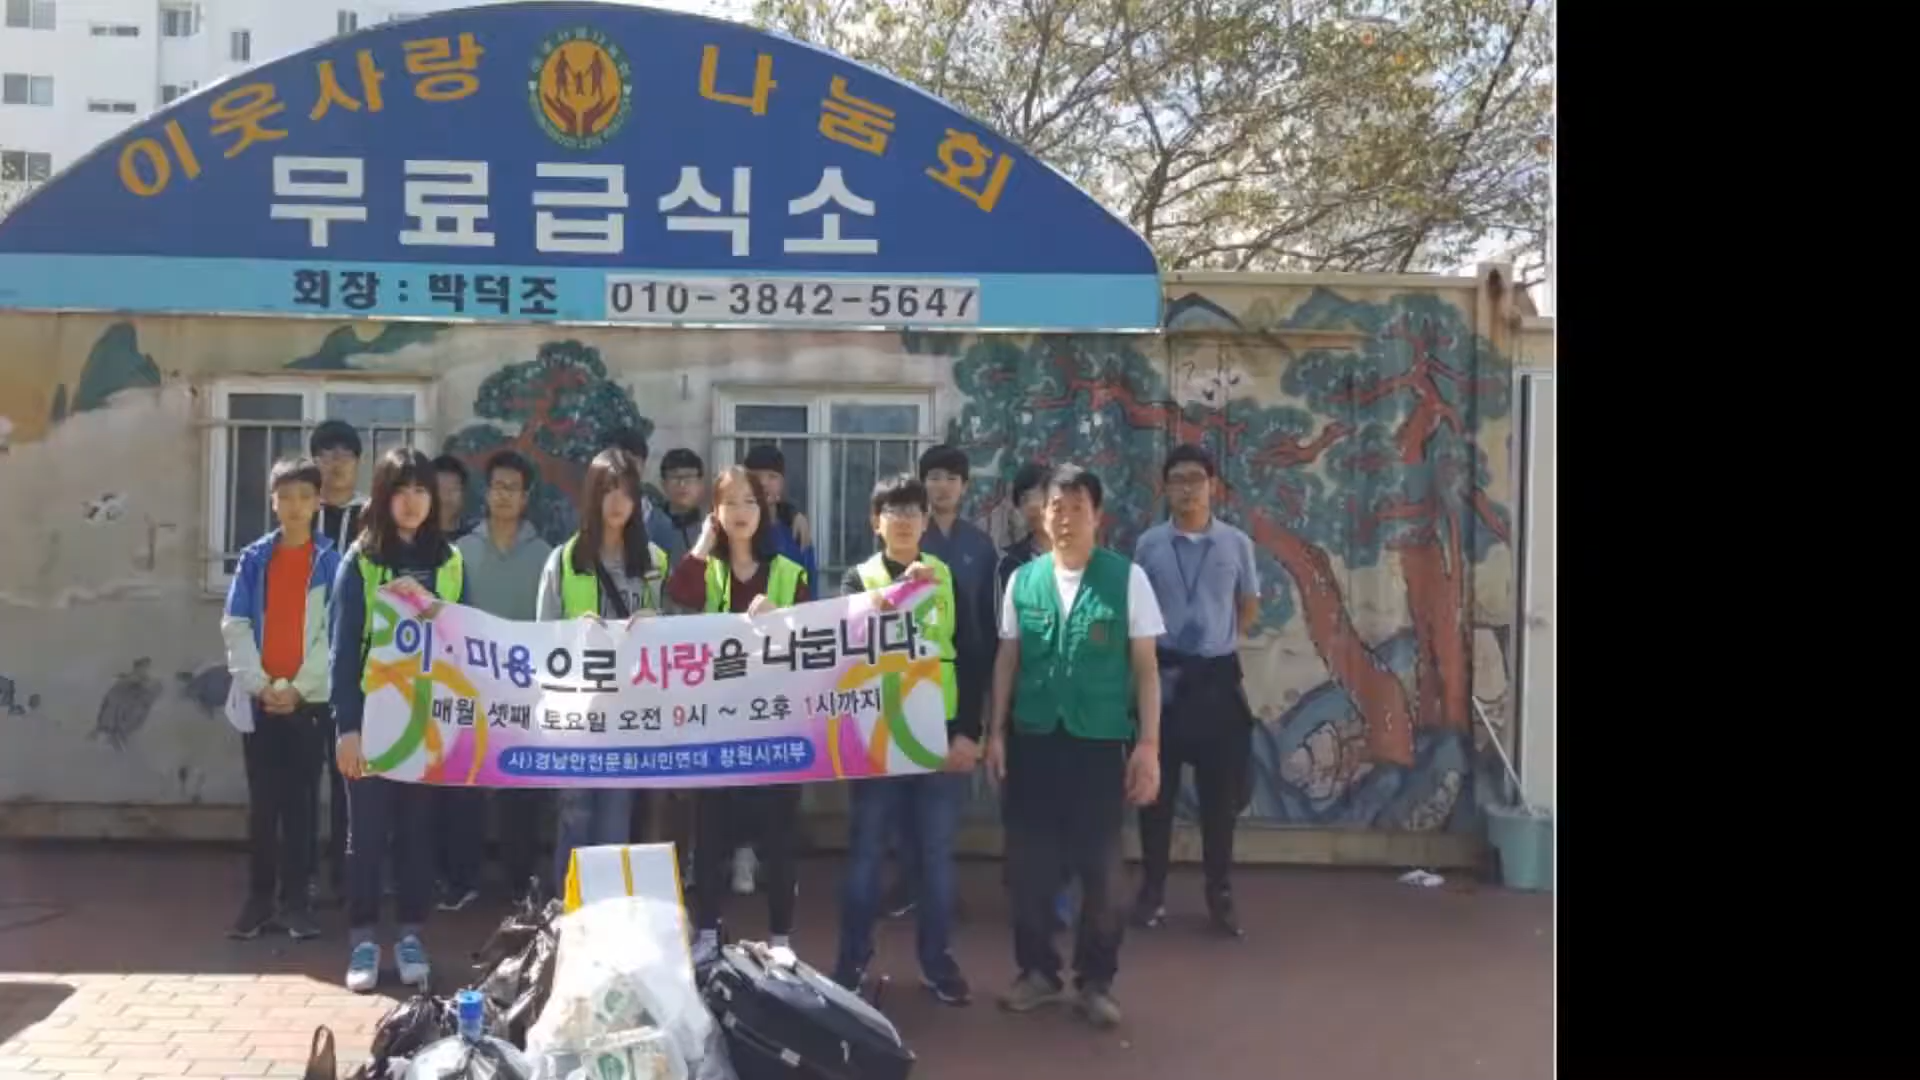 이웃사랑 나눔회
무료급식소
회장 : 박덕조 010-3842-5647
이·미용으로 사랑을 나눕니다.
매월 셋째 토요일 오전 9시 ~ 오후 1시까지
사)경남안전문화시민연대 창원시지부